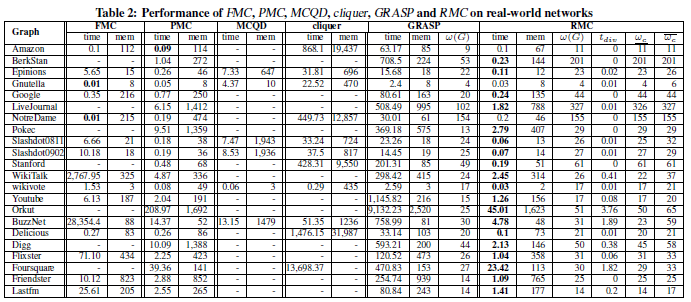 Table 2: Performance of FMC, PMC, MCQD, cliquer, GRASP and RMC on real-world networks
Graph FMC PMC MCQD cliquer GRASP RMC
time mem time mem time mem time mem time mem ω(G) time mem ω(G) t_div ω_c ω̅_c
Amazon 0.1 112 0.09 114 - - 868.1 19,437 63.17 85 9 0.1 67 11 0 11 11
BerkStan - - 1.04 272 - - - - 708.5 224 53 0.23 144 201 0 201 201
Epinions 5.65 15 0.26 46 7.33 647 31.81 696 15.68 18 22 0.11 12 23 0.02 23 26
Gnutella 0.01 8 0.05 8 4.37 10 22.52 470 2.4 8 4 0.03 8 4 0.01 4 6
Google 0.35 216 0.77 250 - - - - 80.61 163 20 0.24 135 44 0 44 44
LiveJournal - - 6.15 1,412 - - - - 508.49 995 102 1.82 788 327 0.01 326 327
NotreDame 0.01 215 0.19 474 - - 449.73 12,857 30.01 61 154 0.2 46 155 0 155 155
Pokec - - 9.51 1,359 - - - - 369.18 575 13 2.79 407 29 0 29 29
Slashdot0811 6.66 21 0.18 38 7.47 1,943 33.24 724 23.26 18 24 0.06 13 26 0.01 25 32
Slashdot0902 10.18 18 0.19 36 8.53 1,936 37.5 817 14.45 19 25 0.07 14 27 0.01 27 29
Stanford - - 0.48 68 - - 428.31 9,550 201.31 85 49 0.19 51 61 0 61 61
WikiTalk 2,767.95 325 4.87 336 - - - - 298.42 415 24 2.45 314 26 0.41 22 37
wikivote 1.53 3 0.08 49 0.06 3 0.29 435 2.59 3 17 0.03 2 17 0.01 17 21
Youtube 6.13 187 2.04 191 - - - - 1,145.82 216 15 1.26 156 17 0.08 17 20
Orkut - - 208.97 1,692 - - - - 9,132.23 2,520 25 45.01 1,623 51 3.76 50 65
BuzzNet 28,354.4 88 14.37 52 13.15 1479 51.35 1236 758.99 81 30 4.78 48 31 1.89 23 59
Delicious 0.27 83 0.26 86 - - 1,476.15 31,987 33.14 103 20 0.1 73 21 0.01 20 21
Digg - - 10.09 1,388 - - - - 593.21 200 44 2.13 146 50 0.38 45 58
Flixster 71.10 434 2.25 423 - - - - 120.52 473 26 1.04 358 31 0.06 31 33
Foursquare - - 39.36 141 - - 13,698.37 - 470.83 153 27 23.42 113 30 1.82 29 33
Friendster 10.12 823 2.88 852 - - - - 254.74 939 14 1.09 765 25 0 25 25
Lastfm 25.61 205 2.55 265 - - - - 80.84 243 14 1.41 177 14 0.2 14 17